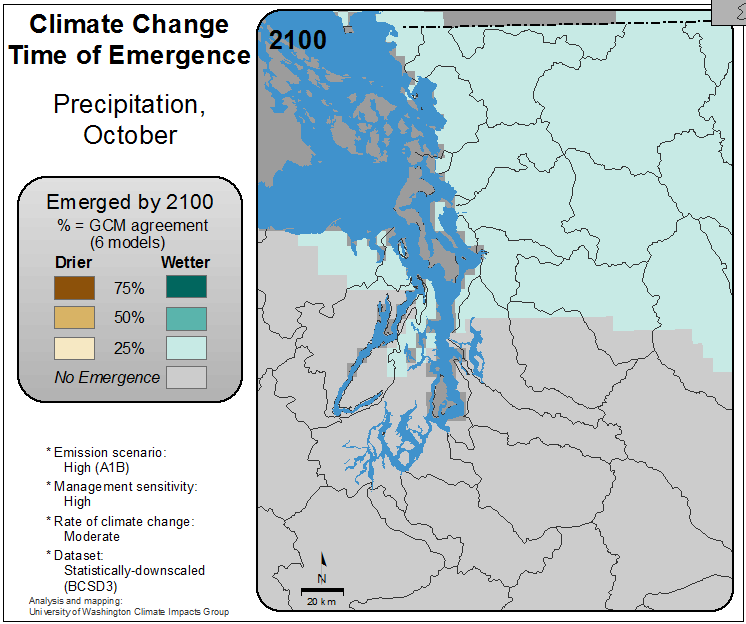 Climate Change
Time of Emergence
Precipitation,
October
Emerged by 2100
% = GCM agreement
(6 models)
Drier Wetter
75%
50%
25%
No Emergence
* Emission scenario:
High (A1B)
* Management sensitivity:
High
* Rate of climate change:
Moderate
* Dataset:
Statistically-downscaled
(BCSD3)
Analysis and mapping:
University of Washington Climate Impacts Group
2100
N
20 km